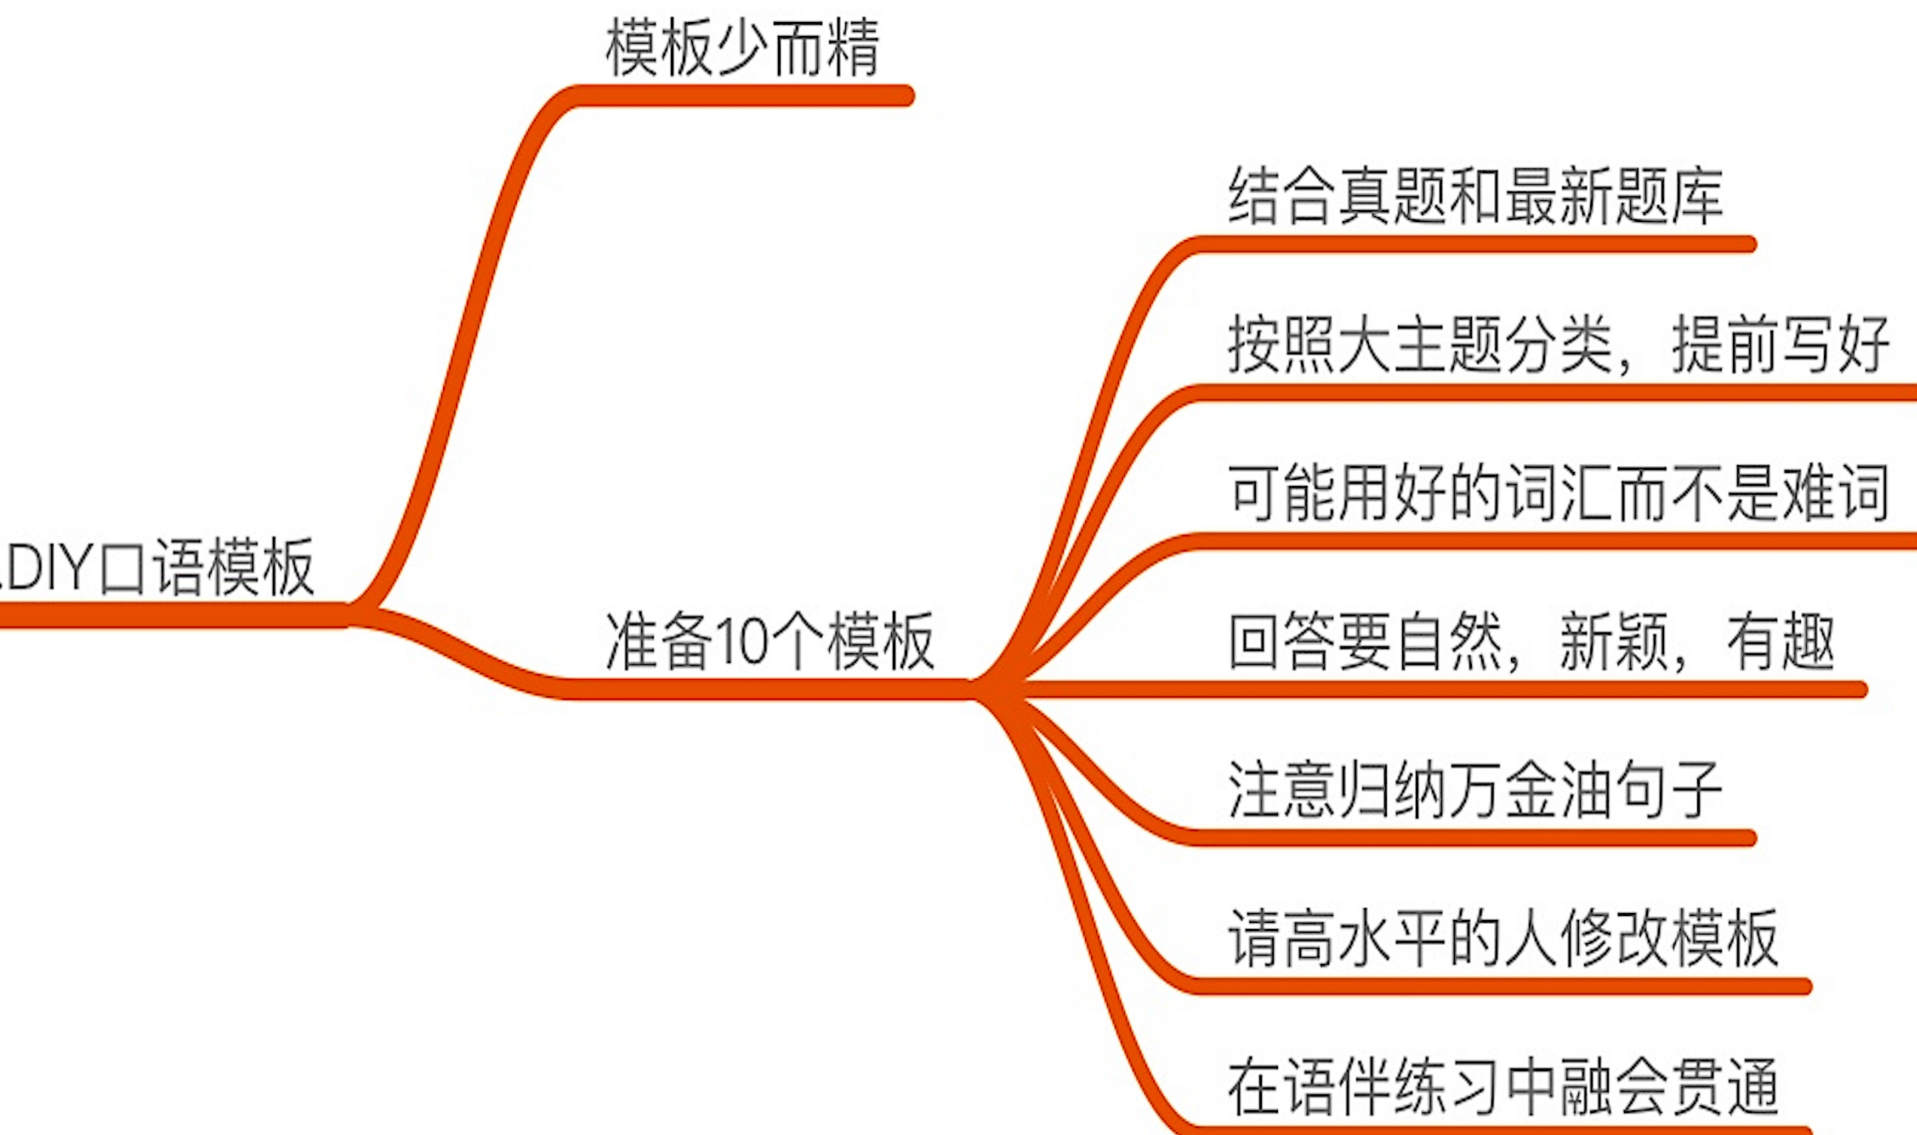 模板少而精
结合真题和最新题库
按照大主题分类，提前写好
可能用好的词汇而不是难词
.DIY口语模板
准备10个模板
回答要自然，新颖，有趣
注意归纳万金油句子
请高水平的人修改模板
在语伴练习中融会贯通